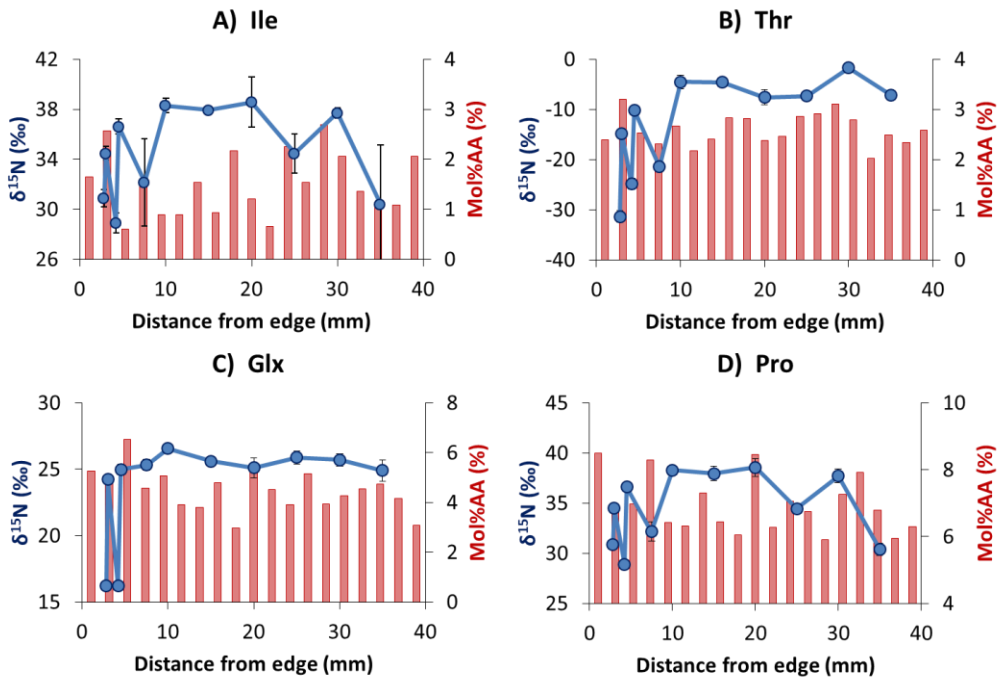 A) Ile
42
38
34
30
26
4
3
2
1
0
0 10 20 30 40
δ¹⁵N (‰)
Mol%AA (%)
Distance from edge (mm)
B) Thr
0
-10
-20
-30
-40
4
3
2
1
0
0 10 20 30 40
δ¹⁵N (‰)
Mol%AA (%)
Distance from edge (mm)
C) Glx
30
25
20
15
8
6
4
2
0
0 10 20 30 40
δ¹⁵N (‰)
Mol%AA (%)
Distance from edge (mm)
D) Pro
45
40
35
30
25
10
8
6
4
0 10 20 30 40
δ¹⁵N (‰)
Mol%AA (%)
Distance from edge (mm)